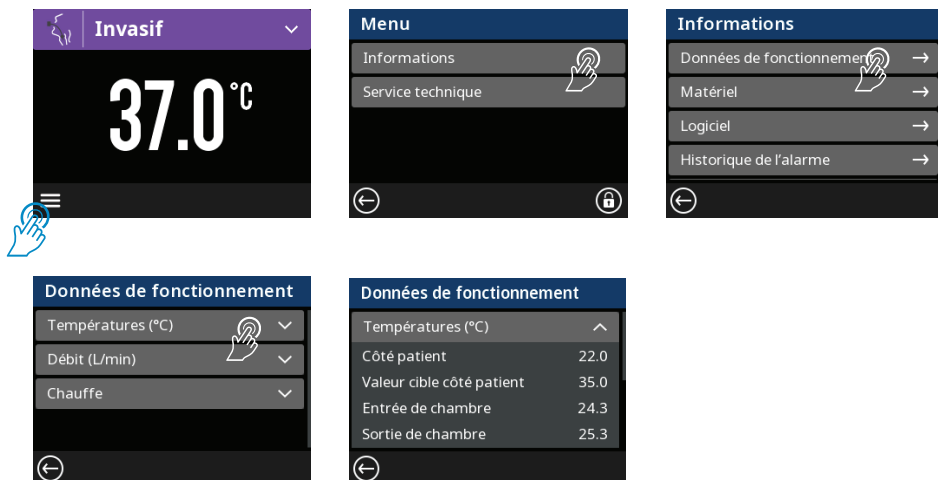 Invasif
37.0°C
Menu
Informations
Service technique
Informations
Données de fonctionnement
Matériel
Logiciel
Historique de l’alarme
Données de fonctionnement
Températures (°C)
Débit (L/min)
Chauffe
Données de fonctionnement
Températures (°C)
Côté patient 22.0
Valeur cible côté patient 35.0
Entrée de chambre 24.3
Sortie de chambre 25.3